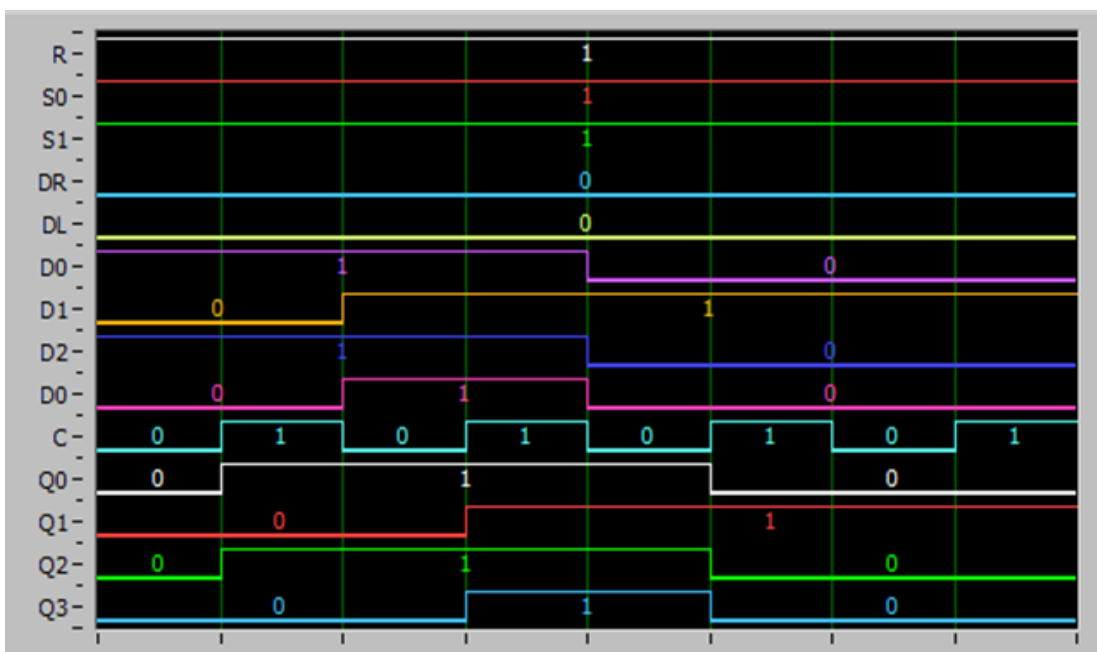 R 1
S0 1
S1 1
DR 0
DL 0
D0 1 0
D1 0 1
D2 1 0
D0 0 1 0
C 0 1 0 1 0 1 0 1
Q0 0 1 0
Q1 0 1
Q2 0 1 0
Q3 0 1 0